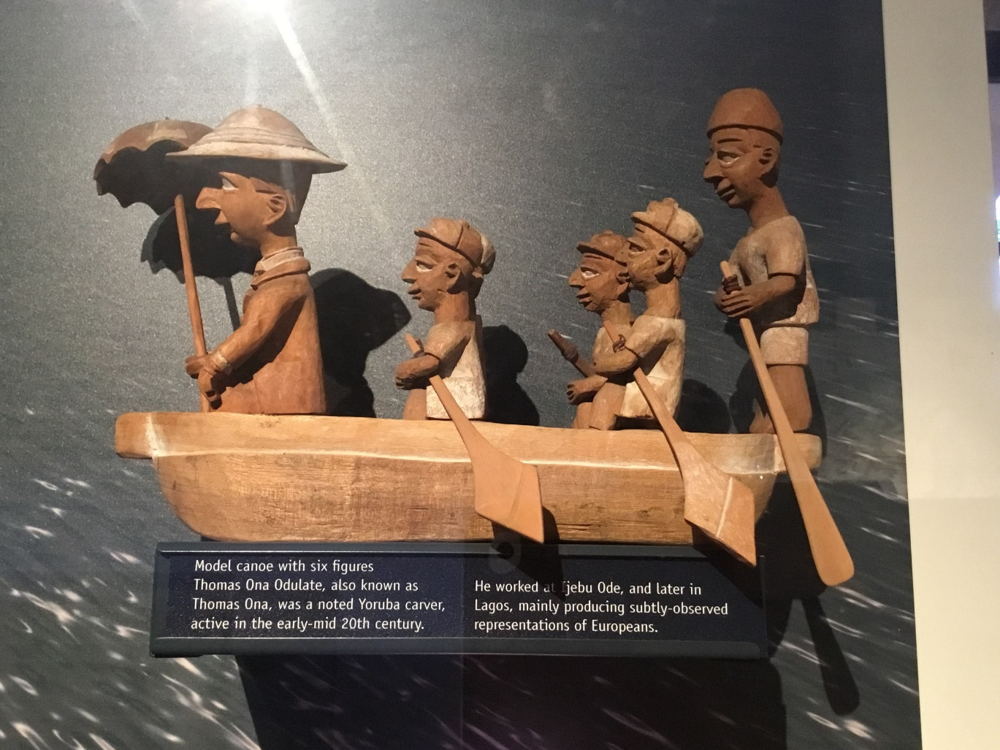 Model canoe with six figures
Thomas Ona Odulate, also known as
Thomas Ona, was a noted Yoruba carver,
active in the early-mid 20th century.
He worked at Ijebu Ode, and later in
Lagos, mainly producing subtly-observed
representations of Europeans.